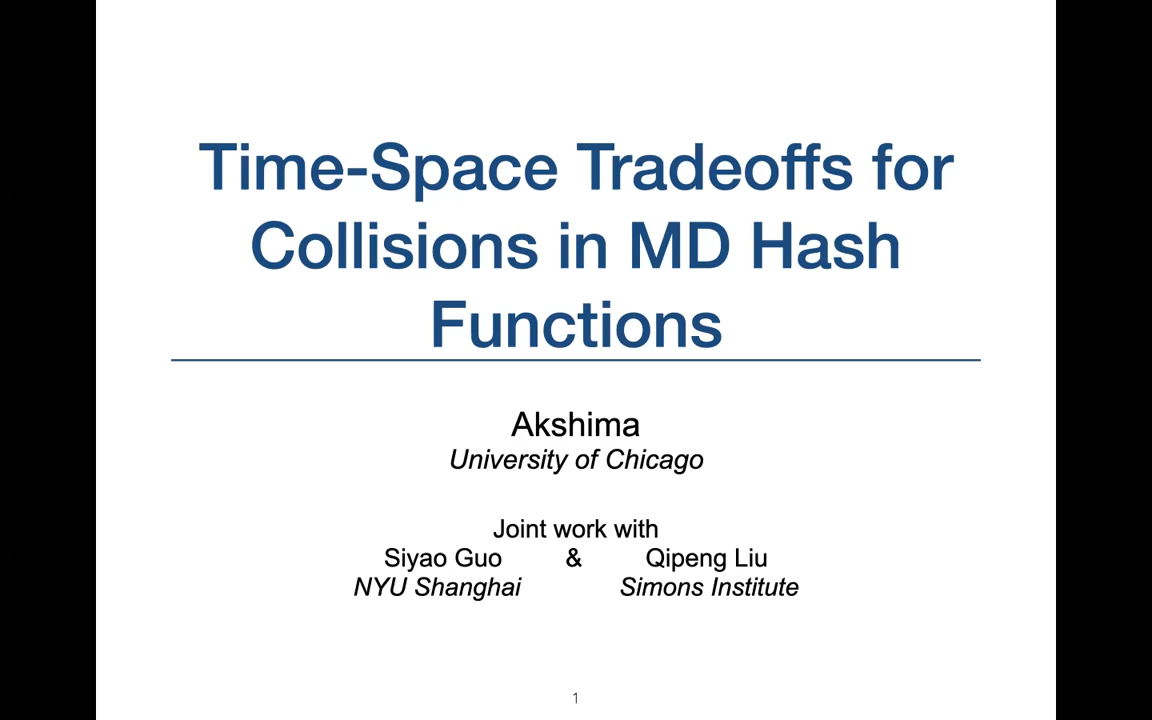 Time-Space Tradeoffs for
Collisions in MD Hash
Functions
Akshima
University of Chicago
Joint work with
Siyao Guo & Qipeng Liu
NYU Shanghai Simons Institute
1